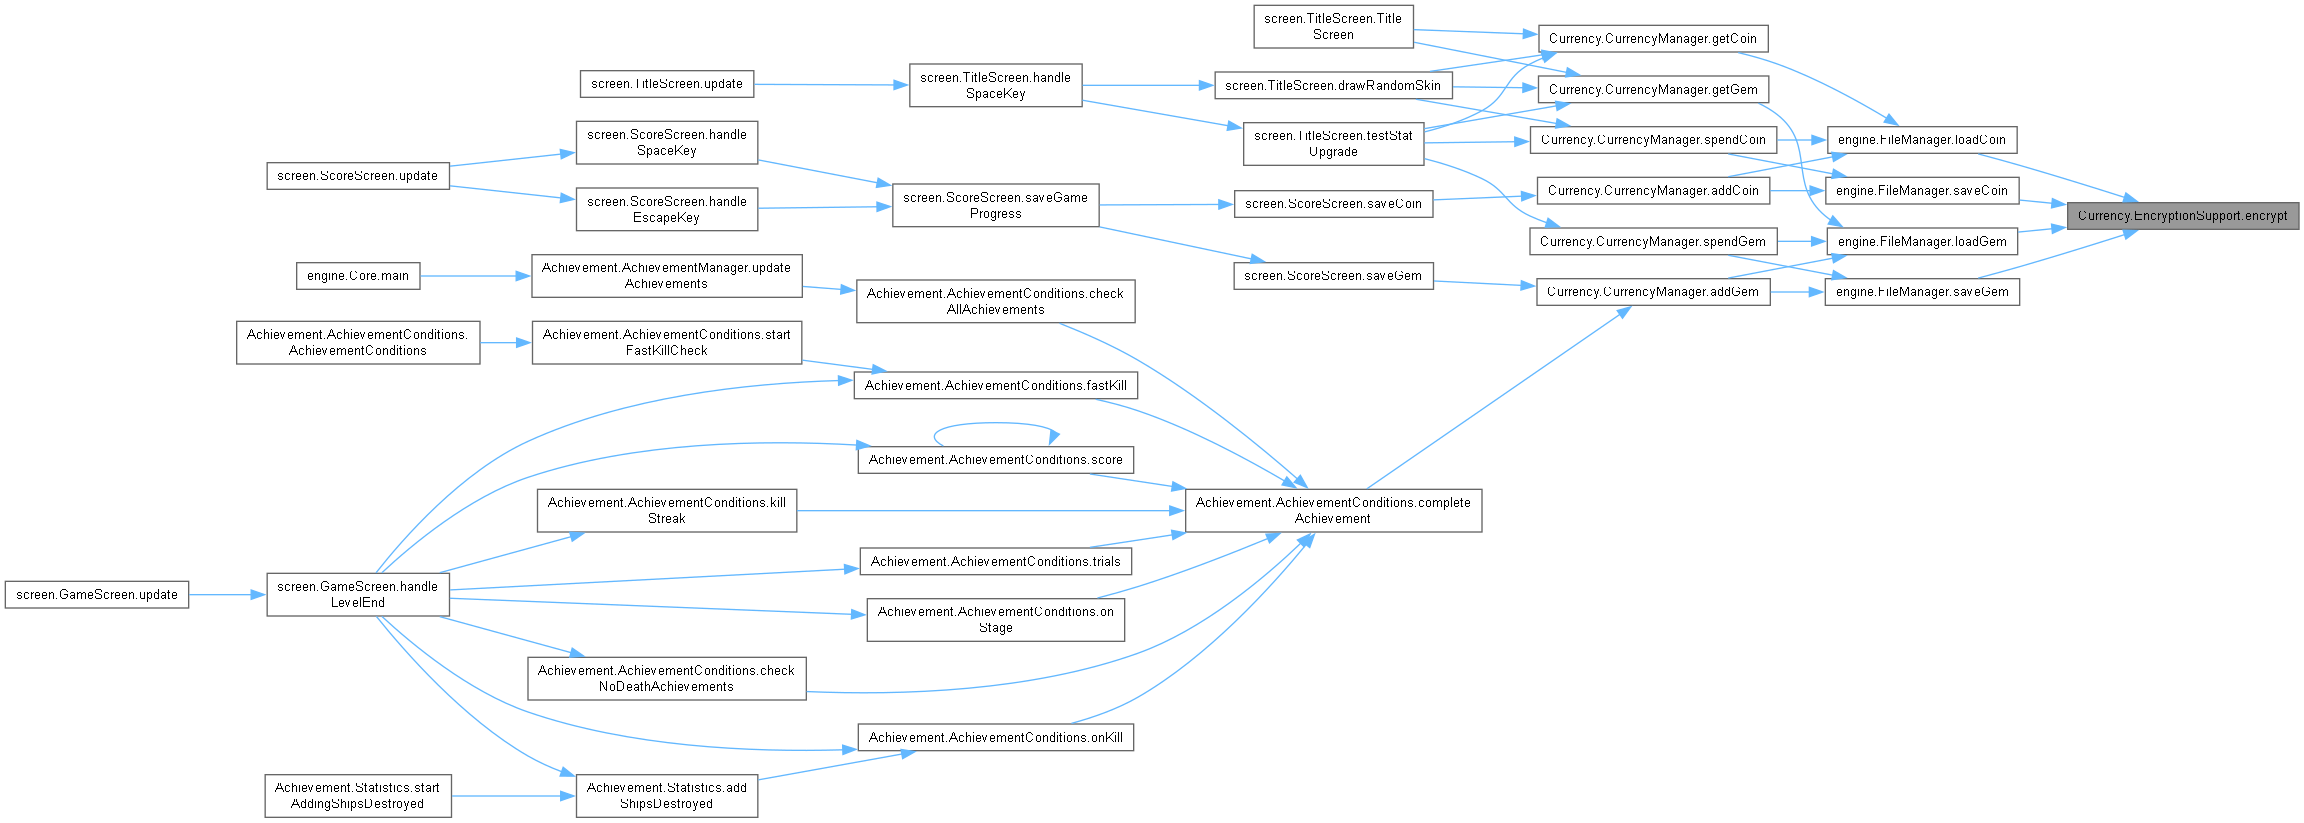 screen.TitleScreen.Title
Screen
Currency.CurrencyManager.getCoin
screen.TitleScreen.update
screen.TitleScreen.handle
SpaceKey
screen.TitleScreen.drawRandomSkin
Currency.CurrencyManager.getGem
screen.ScoreScreen.handle
SpaceKey
screen.TitleScreen.testStat
Upgrade
Currency.CurrencyManager.spendCoin
engine.FileManager.loadCoin
screen.ScoreScreen.update
screen.ScoreScreen.handle
EscapeKey
screen.ScoreScreen.saveGame
Progress
screen.ScoreScreen.saveCoin
Currency.CurrencyManager.addCoin
engine.FileManager.saveCoin
Currency.EncryptionSupport.encrypt
Currency.CurrencyManager.spendGem
engine.FileManager.loadGem
engine.Core.main
Achievement.AchievementManager.update
Achievements
screen.ScoreScreen.saveGem
Currency.CurrencyManager.addGem
engine.FileManager.saveGem
Achievement.AchievementConditions.check
AllAchievements
Achievement.AchievementConditions.
AchievementConditions
Achievement.AchievementConditions.start
FastKillCheck
Achievement.AchievementConditions.fastKill
Achievement.AchievementConditions.score
Achievement.AchievementConditions.kill
Streak
Achievement.AchievementConditions.complete
Achievement
Achievement.AchievementConditions.trials
screen.GameScreen.update
screen.GameScreen.handle
LevelEnd
Achievement.AchievementConditions.on
Stage
Achievement.AchievementConditions.check
NoDeathAchievements
Achievement.AchievementConditions.onKill
Achievement.Statistics.start
AddingShipsDestroyed
Achievement.Statistics.add
ShipsDestroyed